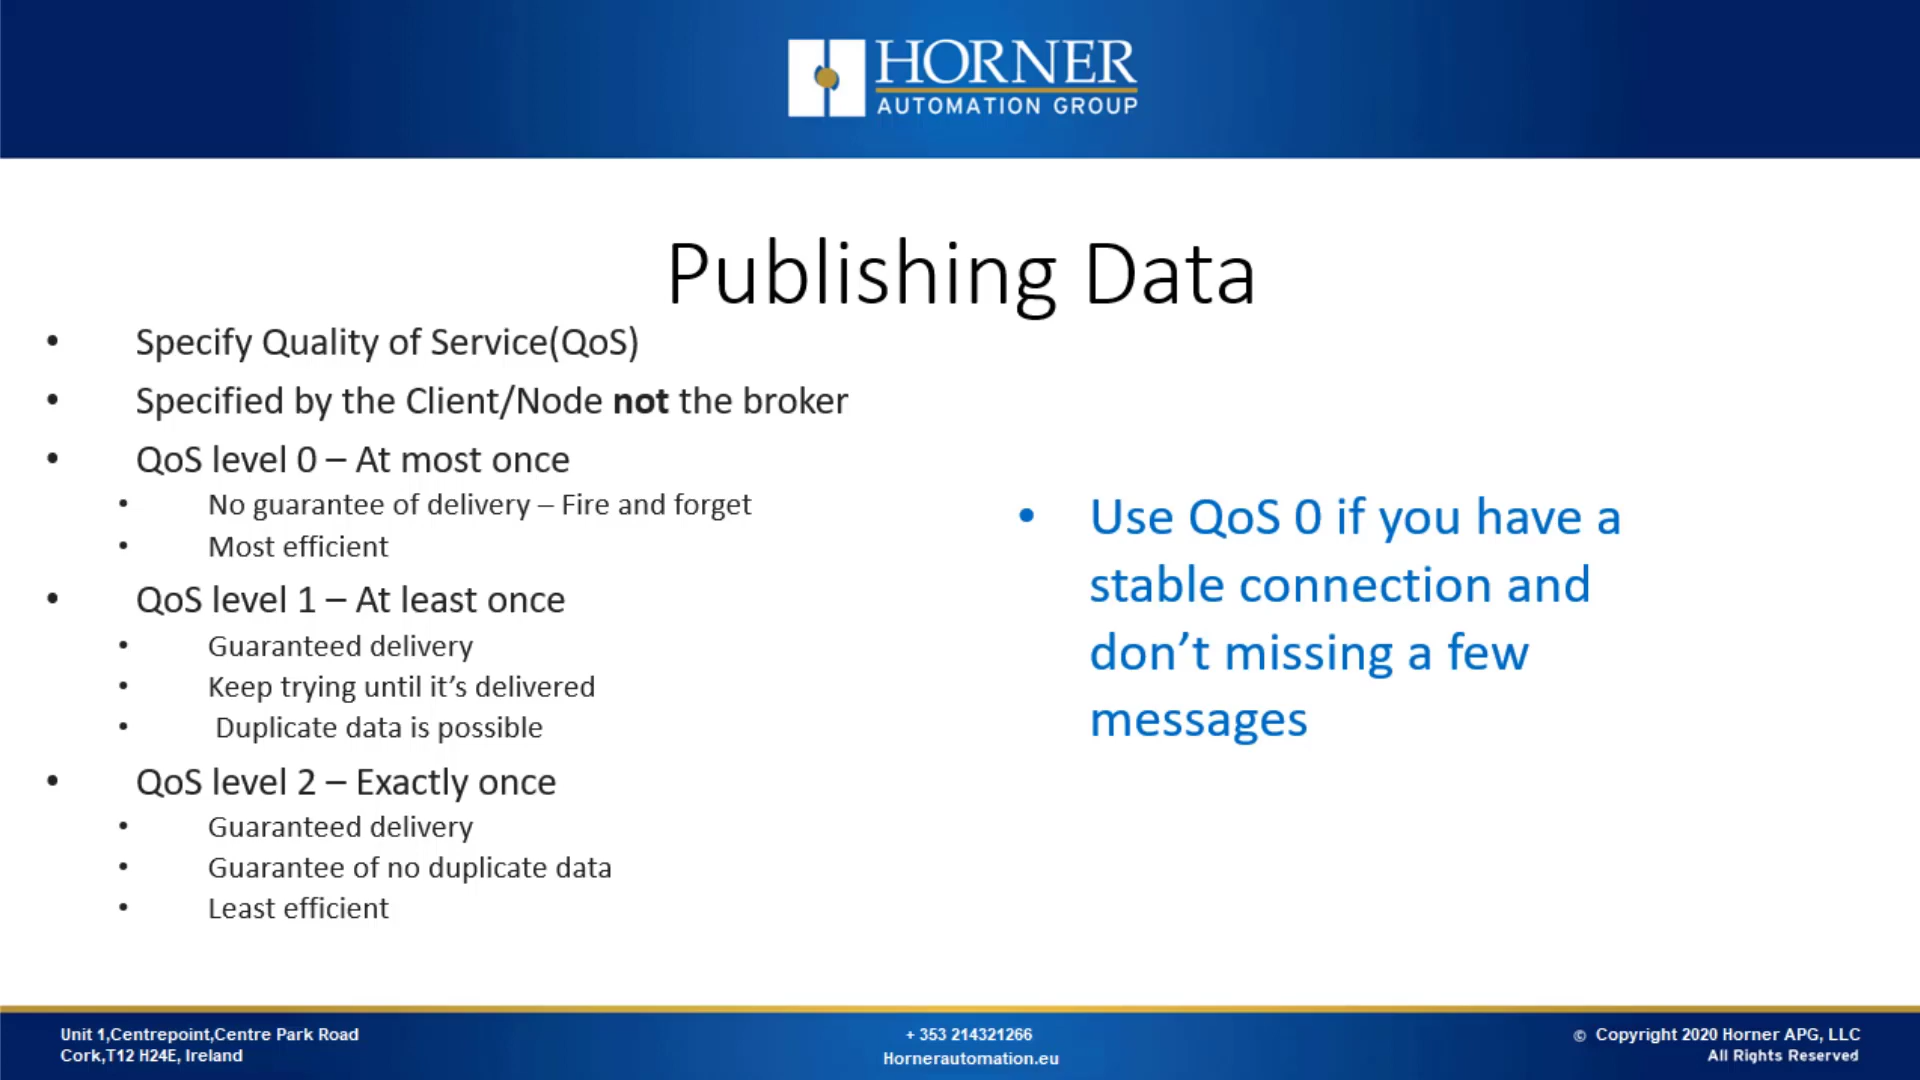 HORNER
AUTOMATION GROUP
Publishing Data
• Specify Quality of Service(QoS)
• Specified by the Client/Node not the broker
• QoS level 0 – At most once
• No guarantee of delivery – Fire and forget
• Most efficient
• QoS level 1 – At least once
• Guaranteed delivery
• Keep trying until it’s delivered
• Duplicate data is possible
• QoS level 2 – Exactly once
• Guaranteed delivery
• Guarantee of no duplicate data
• Least efficient
• Use QoS 0 if you have a
stable connection and
don’t missing a few
messages
Unit 1,Centrepoint,Centre Park Road
Cork,T12 H24E, Ireland
+ 353 214321266
Hornerautomation.eu
© Copyright 2020 Horner APG, LLC
All Rights Reserved